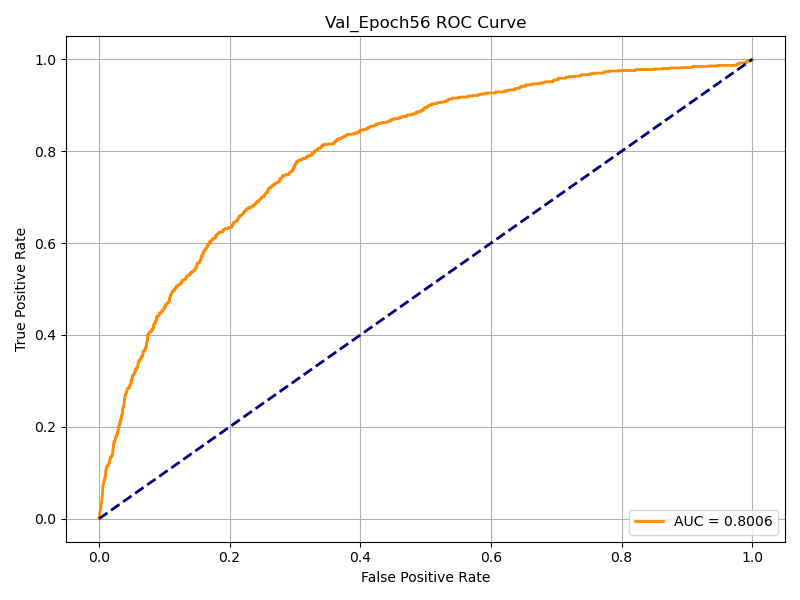 Val_Epoch56 ROC Curve
True Positive Rate
1.0
0.8
0.6
0.4
0.2
0.0
0.0 0.2 0.4 0.6 0.8 1.0
False Positive Rate
AUC = 0.8006